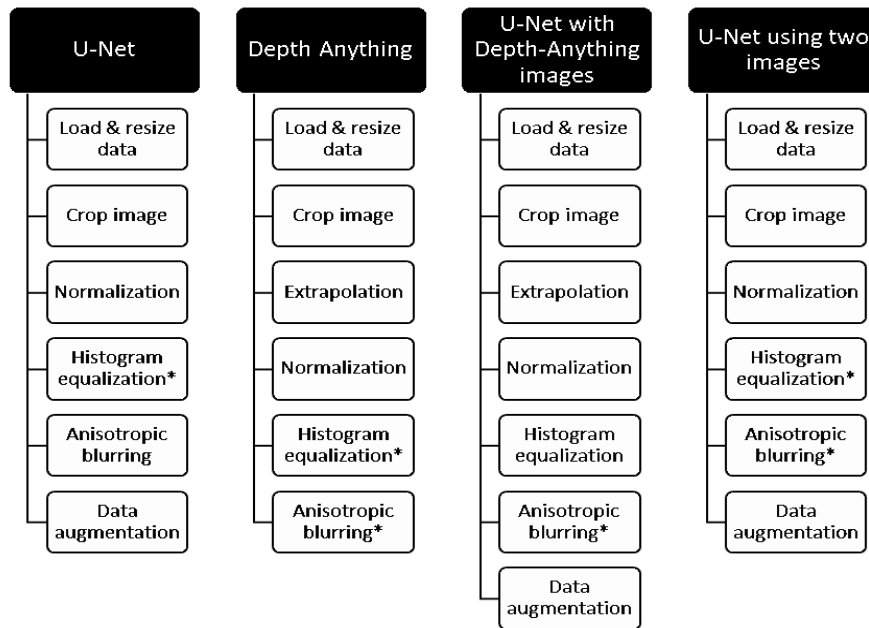 U-Net
Load & resize
data
Crop image
Normalization
Histogram
equalization*
Anisotropic
blurring
Data
augmentation
Depth Anything
Load & resize
data
Crop image
Extrapolation
Normalization
Histogram
equalization*
Anisotropic
blurring*
U-Net with
Depth-Anything
images
Load & resize
data
Crop image
Extrapolation
Normalization
Histogram
equalization
Anisotropic
blurring*
Data
augmentation
U-Net using two
images
Load & resize
data
Crop image
Normalization
Histogram
equalization*
Anisotropic
blurring*
Data
augmentation